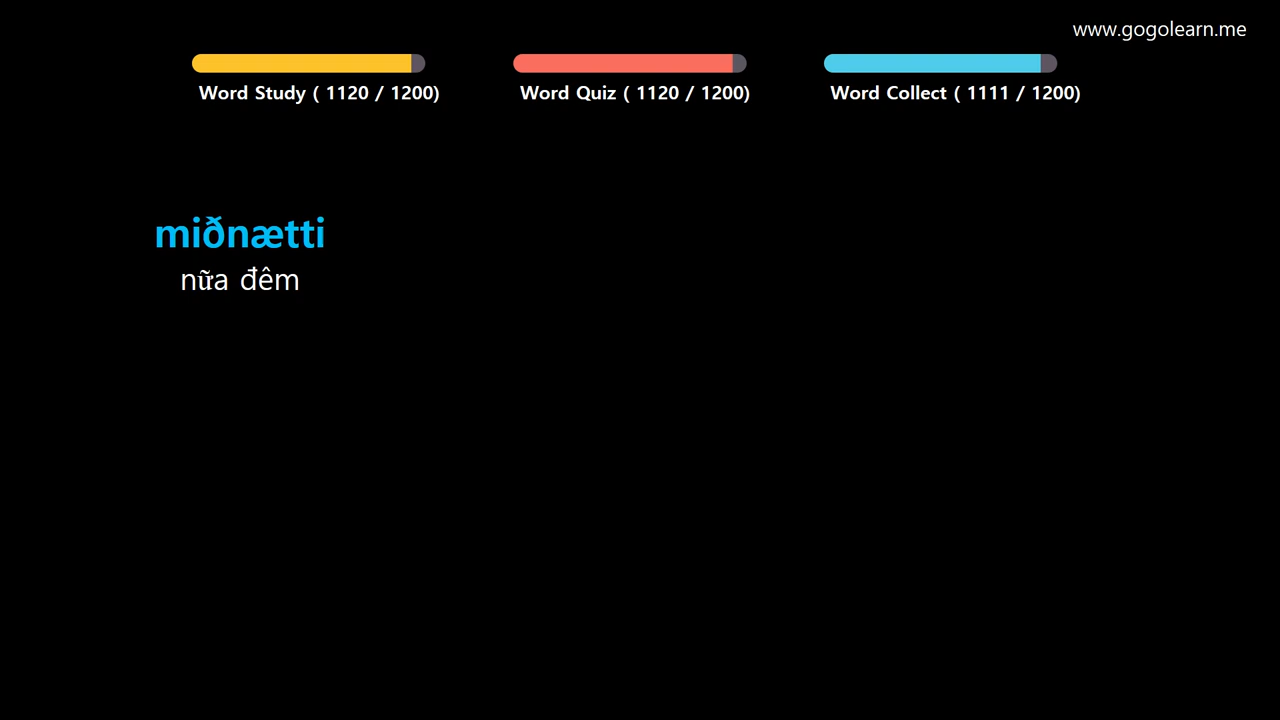 www.gogolearn.me
Word Study ( 1120 / 1200)
Word Quiz ( 1120 / 1200)
Word Collect ( 1111 / 1200)
miðnætti
nữa đêm